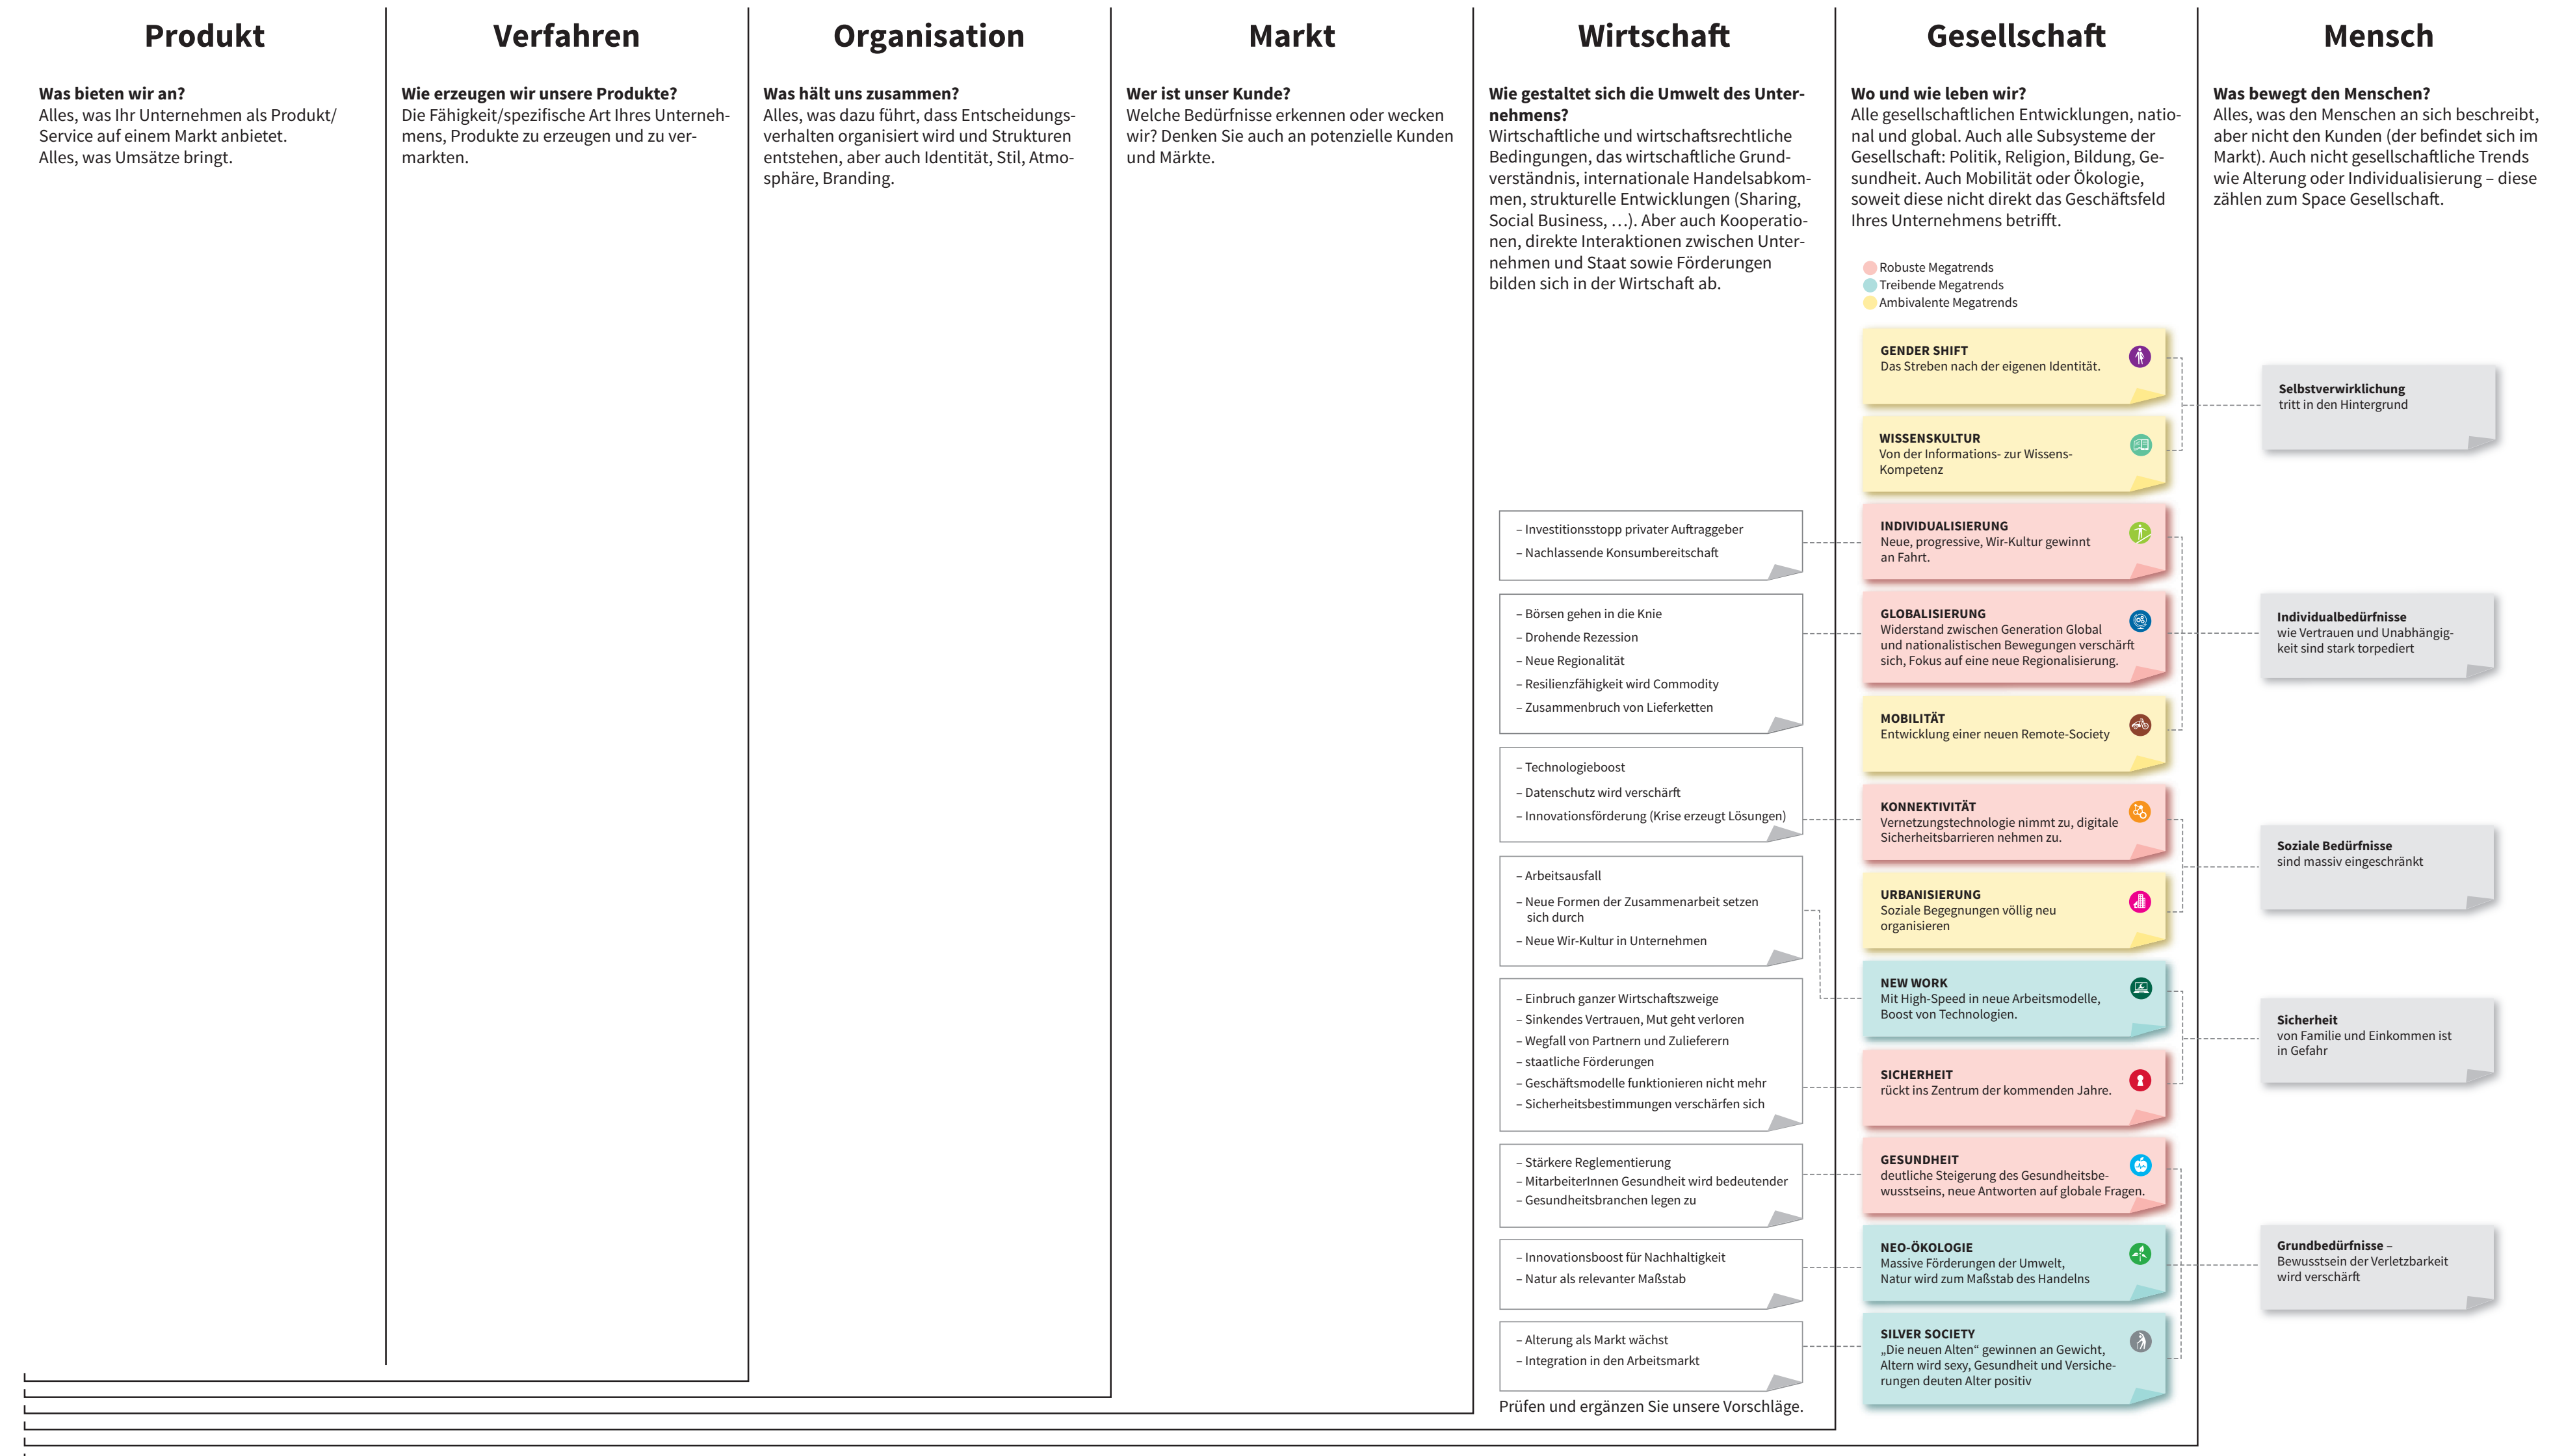 Produkt
Was bieten wir an?
Alles, was Ihr Unternehmen als Produkt/
Service auf einem Markt anbietet.
Alles, was Umsätze bringt.
Verfahren
Wie erzeugen wir unsere Produkte?
Die Fähigkeit/spezifische Art Ihres Unterneh-
mens, Produkte zu erzeugen und zu ver-
markten.
Organisation
Was hält uns zusammen?
Alles, was dazu führt, dass Entscheidungs-
verhalten organisiert wird und Strukturen
entstehen, aber auch Identität, Stil, Atmo-
sphäre, Branding.
Markt
Wer ist unser Kunde?
Welche Bedürfnisse erkennen oder wecken
wir? Denken Sie auch an potenzielle Kunden
und Märkte.
Wirtschaft
Wie gestaltet sich die Umwelt des Unter-
nehmens?
Wirtschaftliche und wirtschaftsrechtliche
Bedingungen, das wirtschaftliche Grund-
verständnis, internationale Handelsabkom-
men, strukturelle Entwicklungen (Sharing,
Social Business, …). Aber auch Kooperatio-
nen, direkte Interaktionen zwischen Unter-
nehmen und Staat sowie Förderungen
bilden sich in der Wirtschaft ab.
– Investitionsstopp privater Auftraggeber
– Nachlassende Konsumbereitschaft
– Börsen gehen in die Knie
– Drohende Rezession
– Neue Regionalität
– Resilienzfähigkeit wird Commodity
– Zusammenbruch von Lieferketten
– Technologieboost
– Datenschutz wird verschärft
– Innovationsförderung (Krise erzeugt Lösungen)
– Arbeitsausfall
– Neue Formen der Zusammenarbeit setzen
sich durch
– Neue Wir-Kultur in Unternehmen
– Einbruch ganzer Wirtschaftszweige
– Sinkendes Vertrauen, Mut geht verloren
– Wegfall von Partnern und Zulieferern
– staatliche Förderungen
– Geschäftsmodelle funktionieren nicht mehr
– Sicherheitsbestimmungen verschärfen sich
– Stärkere Reglementierung
– MitarbeiterInnen Gesundheit wird bedeutender
– Gesundheitsbranchen legen zu
– Innovationsboost für Nachhaltigkeit
– Natur als relevanter Maßstab
– Alterung als Markt wächst
– Integration in den Arbeitsmarkt
Prüfen und ergänzen Sie unsere Vorschläge.
Gesellschaft
Wo und wie leben wir?
Alle gesellschaftlichen Entwicklungen, natio-
nal und global. Auch alle Subsysteme der
Gesellschaft: Politik, Religion, Bildung, Ge-
sundheit. Auch Mobilität oder Ökologie,
soweit diese nicht direkt das Geschäftsfeld
Ihres Unternehmens betrifft.
Robuste Megatrends
Treibende Megatrends
Ambivalente Megatrends
GENDER SHIFT
Das Streben nach der eigenen Identität.
WISSENSKULTUR
Von der Informations- zur Wissens-
Kompetenz
INDIVIDUALISIERUNG
Neue, progressive, Wir-Kultur gewinnt
an Fahrt.
GLOBALISIERUNG
Widerstand zwischen Generation Global
und nationalistischen Bewegungen verschärft
sich, Fokus auf eine neue Regionalisierung.
MOBILITÄT
Entwicklung einer neuen Remote-Society
KONNEKTIVITÄT
Vernetzungstechnologie nimmt zu, digitale
Sicherheitsbarrieren nehmen zu.
URBANISIERUNG
Soziale Begegnungen völlig neu
organisieren
NEW WORK
Mit High-Speed in neue Arbeitsmodelle,
Boost von Technologien.
SICHERHEIT
rückt ins Zentrum der kommenden Jahre.
GESUNDHEIT
deutliche Steigerung des Gesundheitsbe-
wusstseins, neue Antworten auf globale Fragen.
NEO-ÖKOLOGIE
Massive Förderungen der Umwelt,
Natur wird zum Maßstab des Handelns
SILVER SOCIETY
„Die neuen Alten“ gewinnen an Gewicht,
Altern wird sexy, Gesundheit und Versiche-
rungen deuten Alter positiv
Mensch
Was bewegt den Menschen?
Alles, was den Menschen an sich beschreibt,
aber nicht den Kunden (der befindet sich im
Markt). Auch nicht gesellschaftliche Trends
wie Alterung oder Individualisierung – diese
zählen zum Space Gesellschaft.
Selbstverwirklichung
tritt in den Hintergrund
Individualbedürfnisse
wie Vertrauen und Unabhängig-
keit sind stark torpediert
Soziale Bedürfnisse
sind massiv eingeschränkt
Sicherheit
von Familie und Einkommen ist
in Gefahr
Grundbedürfnisse –
Bewusstsein der Verletzbarkeit
wird verschärft